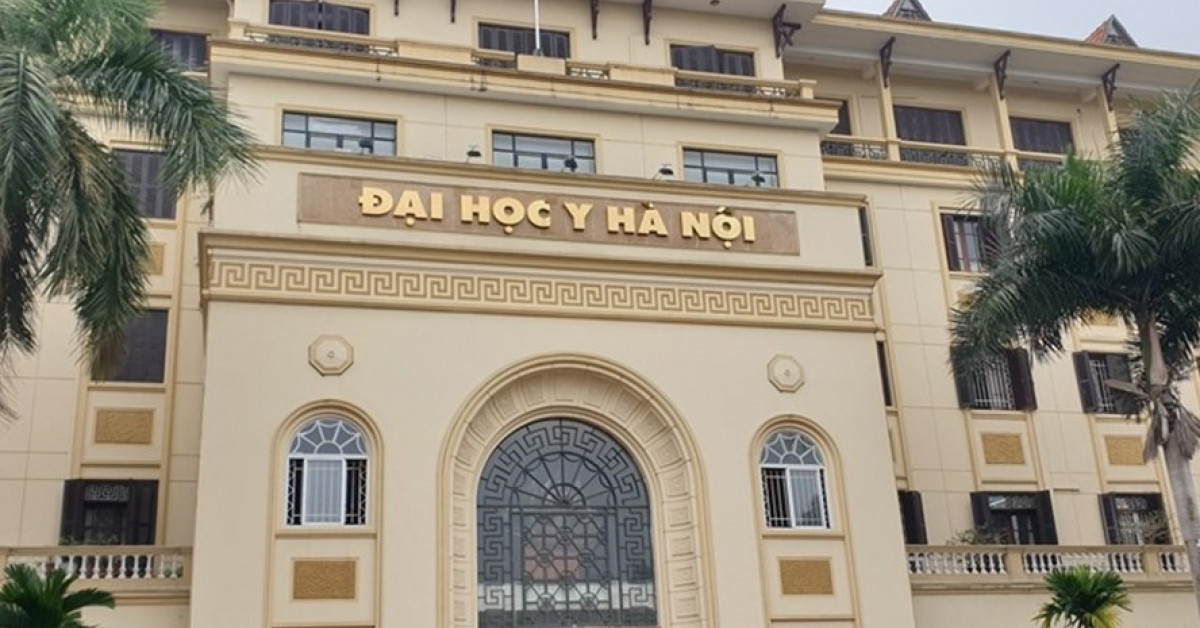 ĐẠI HỌC Y HÀ NỘI